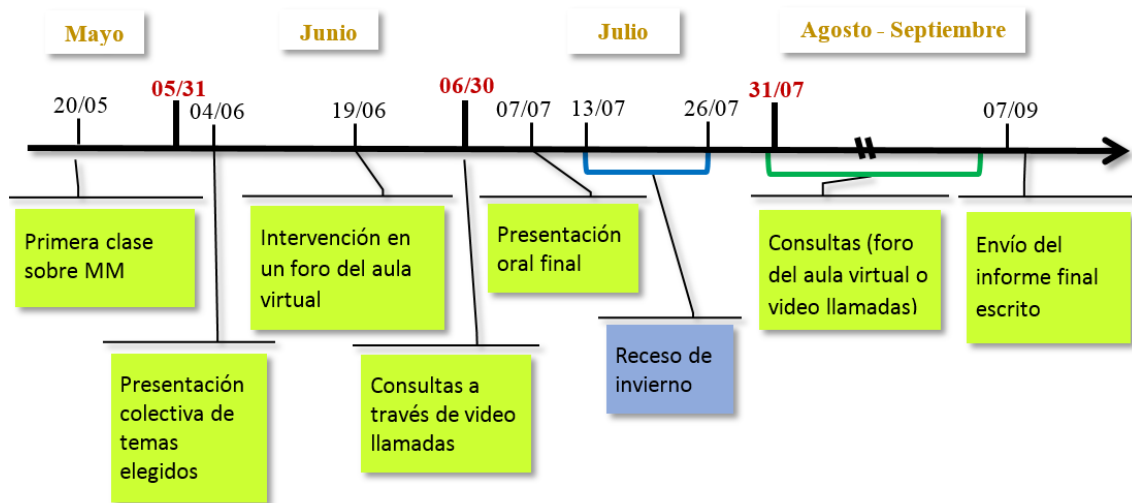 Mayo
Junio
Julio
Agosto - Septiembre
20/05
05/31
04/06
19/06
06/30
07/07
13/07
26/07
31/07
07/09
Primera clase
sobre MM
Presentación
colectiva de
temas
elegidos
Intervención en
un foro del aula
virtual
Consultas a
través de video
llamadas
Presentación
oral final
Receso de
invierno
Consultas (foro
del aula virtual o
video llamadas)
Envío del
informe final
escrito